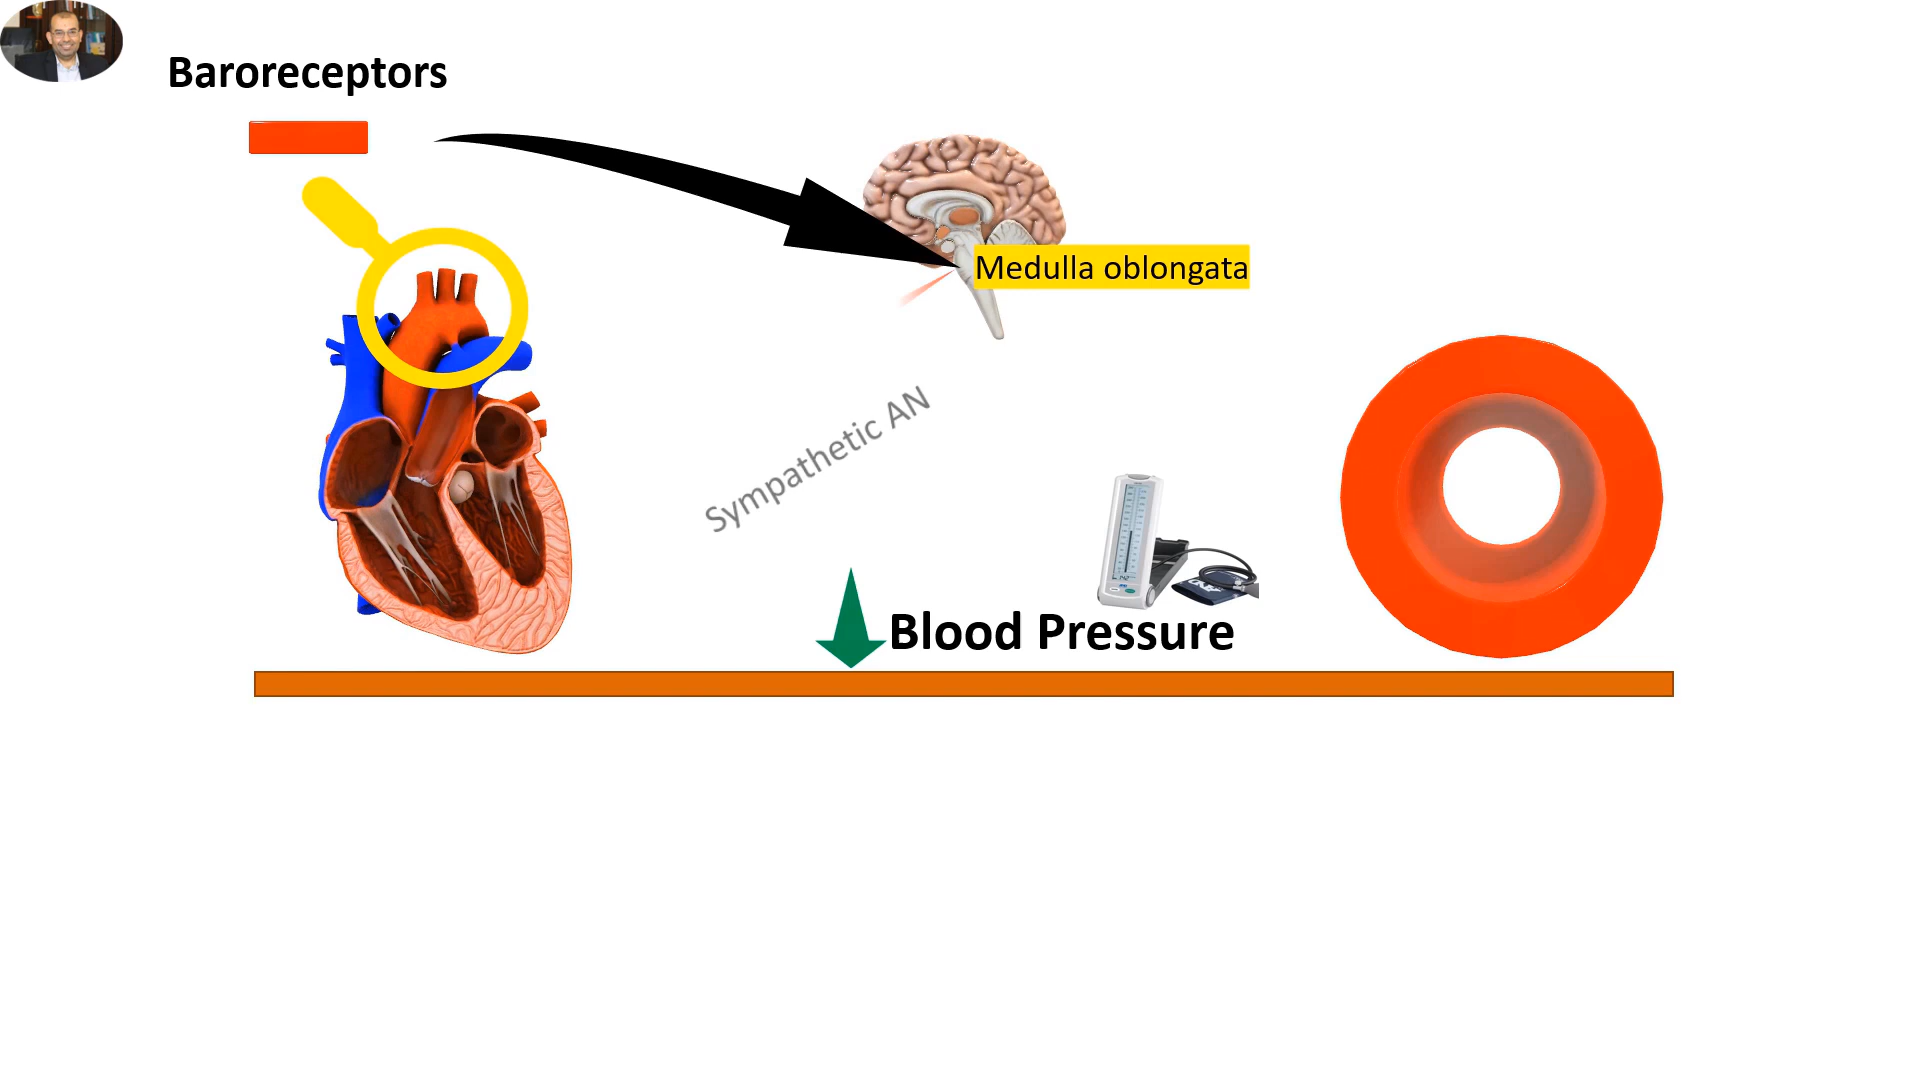 Baroreceptors
Medulla oblongata
Sympathetic AN
Blood Pressure